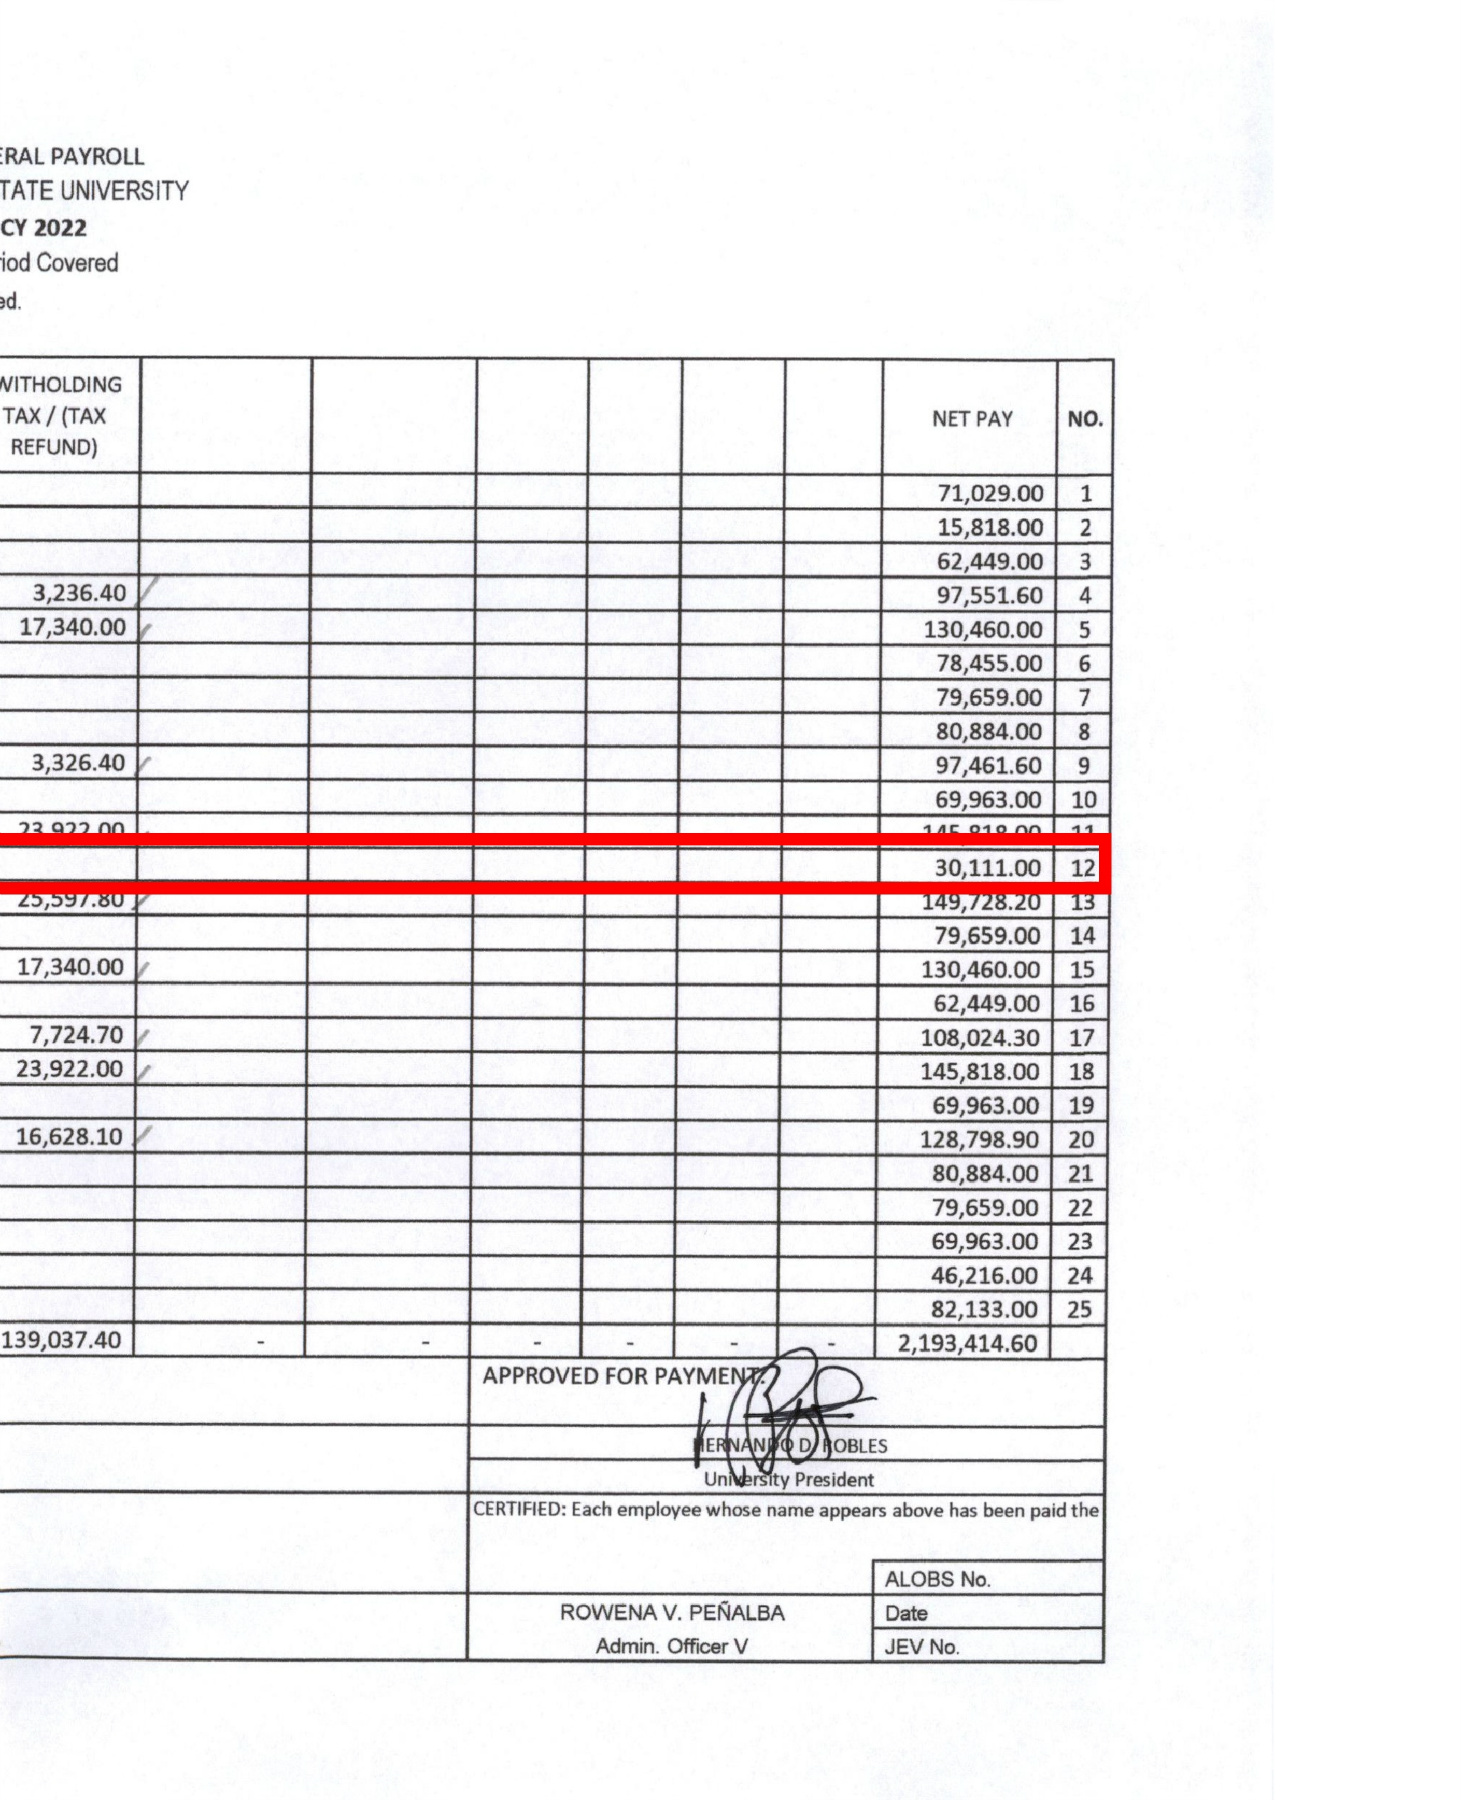 ERAL PAYROLL
TATE UNIVERSITY
CY 2022
riod Covered
ed.
WITHOLDING TAX / (TAX REFUND) NET PAY NO.
71,029.00 1
15,818.00 2
62,449.00 3
3,236.40 97,551.60 4
17,340.00 130,460.00 5
78,455.00 6
79,659.00 7
80,884.00 8
3,326.40 97,461.60 9
69,963.00 10
23,922.00 145,818.00 11
30,111.00 12
25,597.80 149,728.20 13
79,659.00 14
17,340.00 130,460.00 15
62,449.00 16
7,724.70 108,024.30 17
23,922.00 145,818.00 18
69,963.00 19
16,628.10 128,798.90 20
80,884.00 21
79,659.00 22
69,963.00 23
46,216.00 24
82,133.00 25
139,037.40 - - - - - - 2,193,414.60
APPROVED FOR PAYMENT:
HERNANDO D. ROBLES
University President
CERTIFIED: Each employee whose name appears above has been paid the
ALOBS No.
ROWENA V. PEÑALBA Date
Admin. Officer V JEV No.